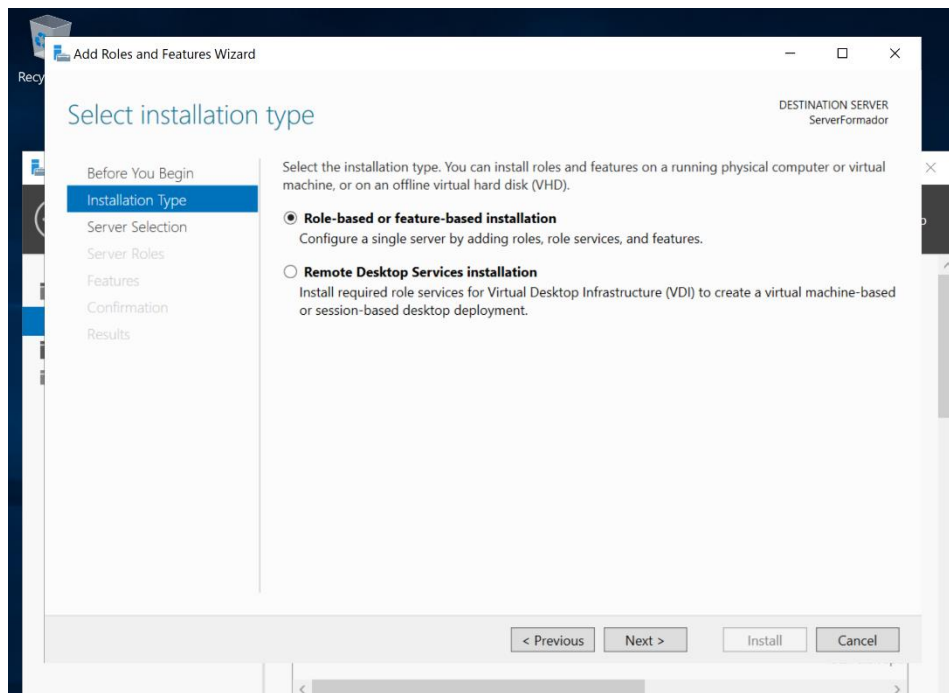 Recy
Add Roles and Features Wizard
Select installation type
DESTINATION SERVER
ServerFormador
Before You Begin
Installation Type
Server Selection
Server Roles
Features
Confirmation
Results
Select the installation type. You can install roles and features on a running physical computer or virtual
machine, or on an offline virtual hard disk (VHD).
Role-based or feature-based installation
Configure a single server by adding roles, role services, and features.
Remote Desktop Services installation
Install required role services for Virtual Desktop Infrastructure (VDI) to create a virtual machine-based
or session-based desktop deployment.
< Previous
Next >
Install
Cancel